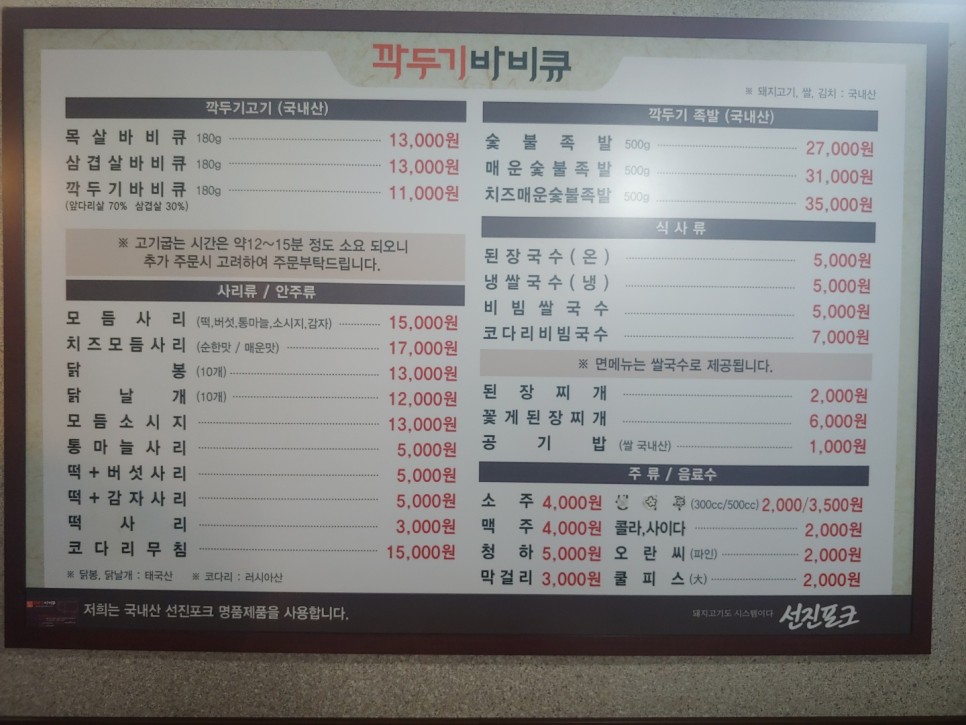 깍두기바비큐
※ 돼지고기, 쌀, 김치 : 국내산
깍두기고기 (국내산)
목살바비큐 180g 13,000원
삼겹살바비큐 180g 13,000원
깍두기바비큐 180g 11,000원
(앞다리살 70% 삼겹살 30%)
※ 고기굽는 시간은 약12~15분 정도 소요 되오니
추가 주문시 고려하여 주문부탁드립니다.
사리류 / 안주류
모듬사리 (떡,버섯,통마늘,소시지,감자) 15,000원
치즈모듬사리 (순한맛 / 매운맛) 17,000원
닭봉 (10개) 13,000원
닭날개 (10개) 12,000원
모듬소시지 13,000원
통마늘사리 5,000원
떡+버섯사리 5,000원
떡+감자사리 5,000원
떡사리 3,000원
코다리무침 15,000원
※ 닭봉, 닭날개 : 태국산 ※ 코다리 : 러시아산
깍두기 족발 (국내산)
숯불족발 500g 27,000원
매운숯불족발 500g 31,000원
치즈매운숯불족발 500g 35,000원
식사류
된장국수(온) 5,000원
냉쌀국수(냉) 5,000원
비빔쌀국수 5,000원
코다리비빔국수 7,000원
※ 면메뉴는 쌀국수로 제공됩니다.
된장찌개 2,000원
꽃게된장찌개 6,000원
공기밥 (쌀 국내산) 1,000원
주류 / 음료수
소주 4,000원 (300cc/500cc) 2,000/3,500원
맥주 4,000원 콜라,사이다 2,000원
청하 5,000원 오란씨 (파인) 2,000원
막걸리 3,000원 쿨피스 (大) 2,000원
저희는 국내산 선진포크 명품제품을 사용합니다.
돼지고기도 시스템이다 선진포크